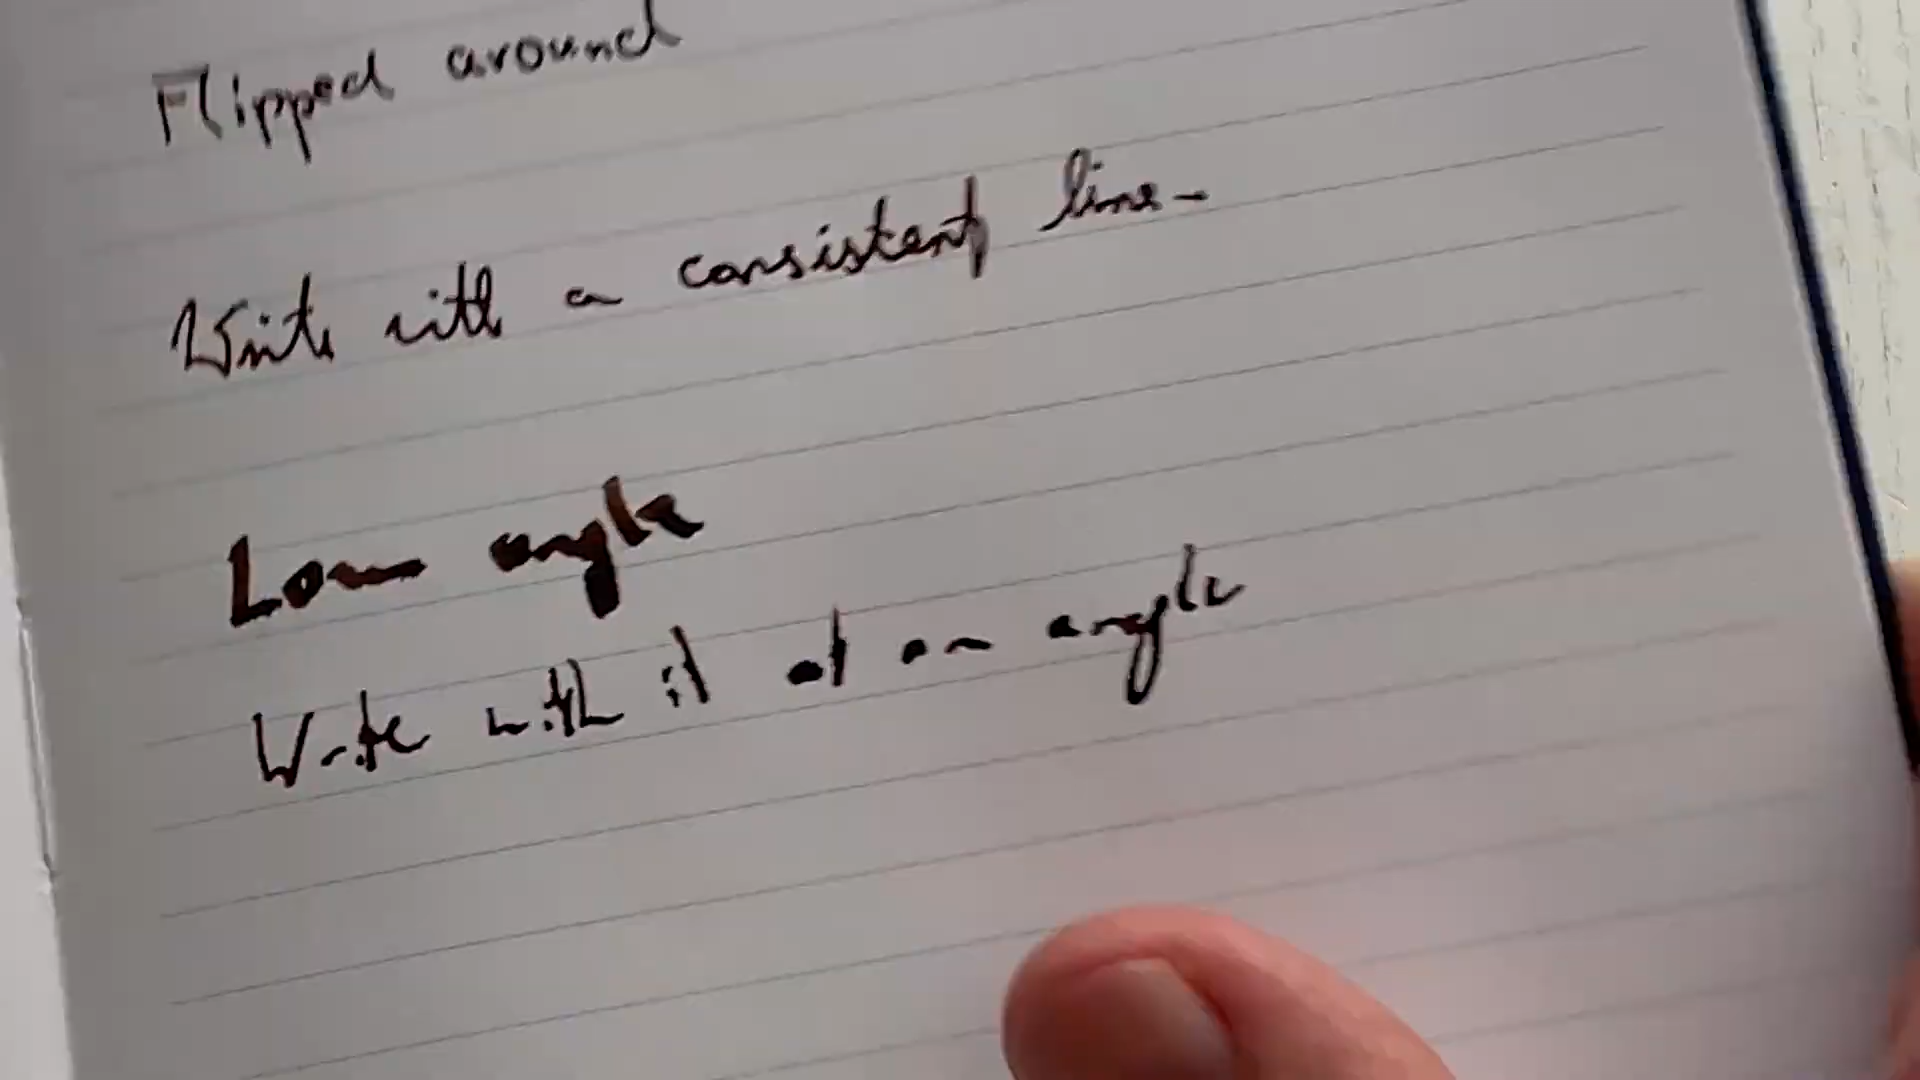 Flipped around
Write with a consistent line-
Low angle
Write with it at an angle